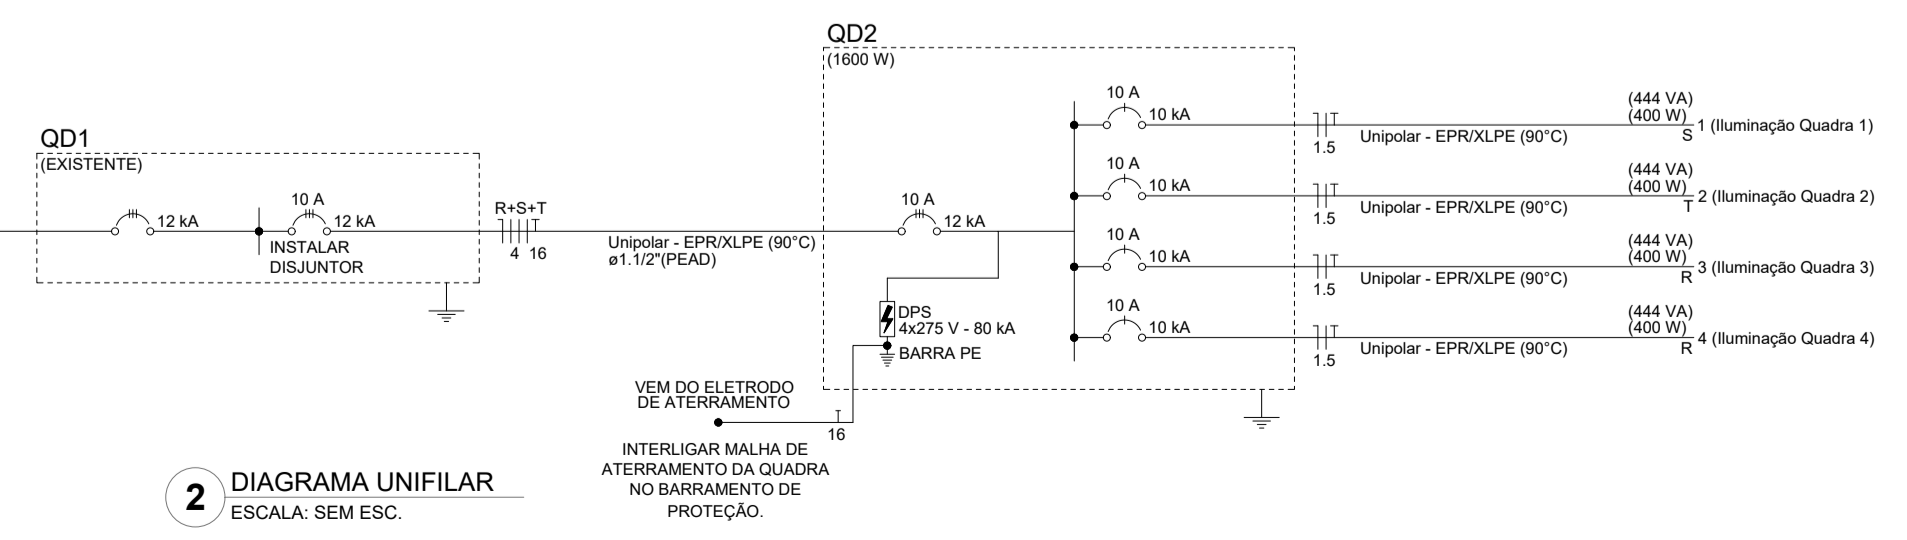 QD1
(EXISTENTE)
12 kA
10 A
12 kA
INSTALAR
DISJUNTOR
R+S+T
4 16
Unipolar - EPR/XLPE (90°C)
ø1.1/2"(PEAD)
QD2
(1600 W)
10 A
12 kA
DPS
4x275 V - 80 kA
BARRA PE
VEM DO ELETRODO
DE ATERRAMENTO
16
INTERLIGAR MALHA DE
ATERRAMENTO DA QUADRA
NO BARRAMENTO DE
PROTEÇÃO.
10 A
10 kA
1.5
Unipolar - EPR/XLPE (90°C)
(444 VA)
(400 W)
S
1 (Iluminação Quadra 1)
10 A
10 kA
1.5
Unipolar - EPR/XLPE (90°C)
(444 VA)
(400 W)
T
2 (Iluminação Quadra 2)
10 A
10 kA
1.5
Unipolar - EPR/XLPE (90°C)
(444 VA)
(400 W)
R
3 (Iluminação Quadra 3)
10 A
10 kA
1.5
Unipolar - EPR/XLPE (90°C)
(444 VA)
(400 W)
R
4 (Iluminação Quadra 4)
2
DIAGRAMA UNIFILAR
ESCALA: SEM ESC.